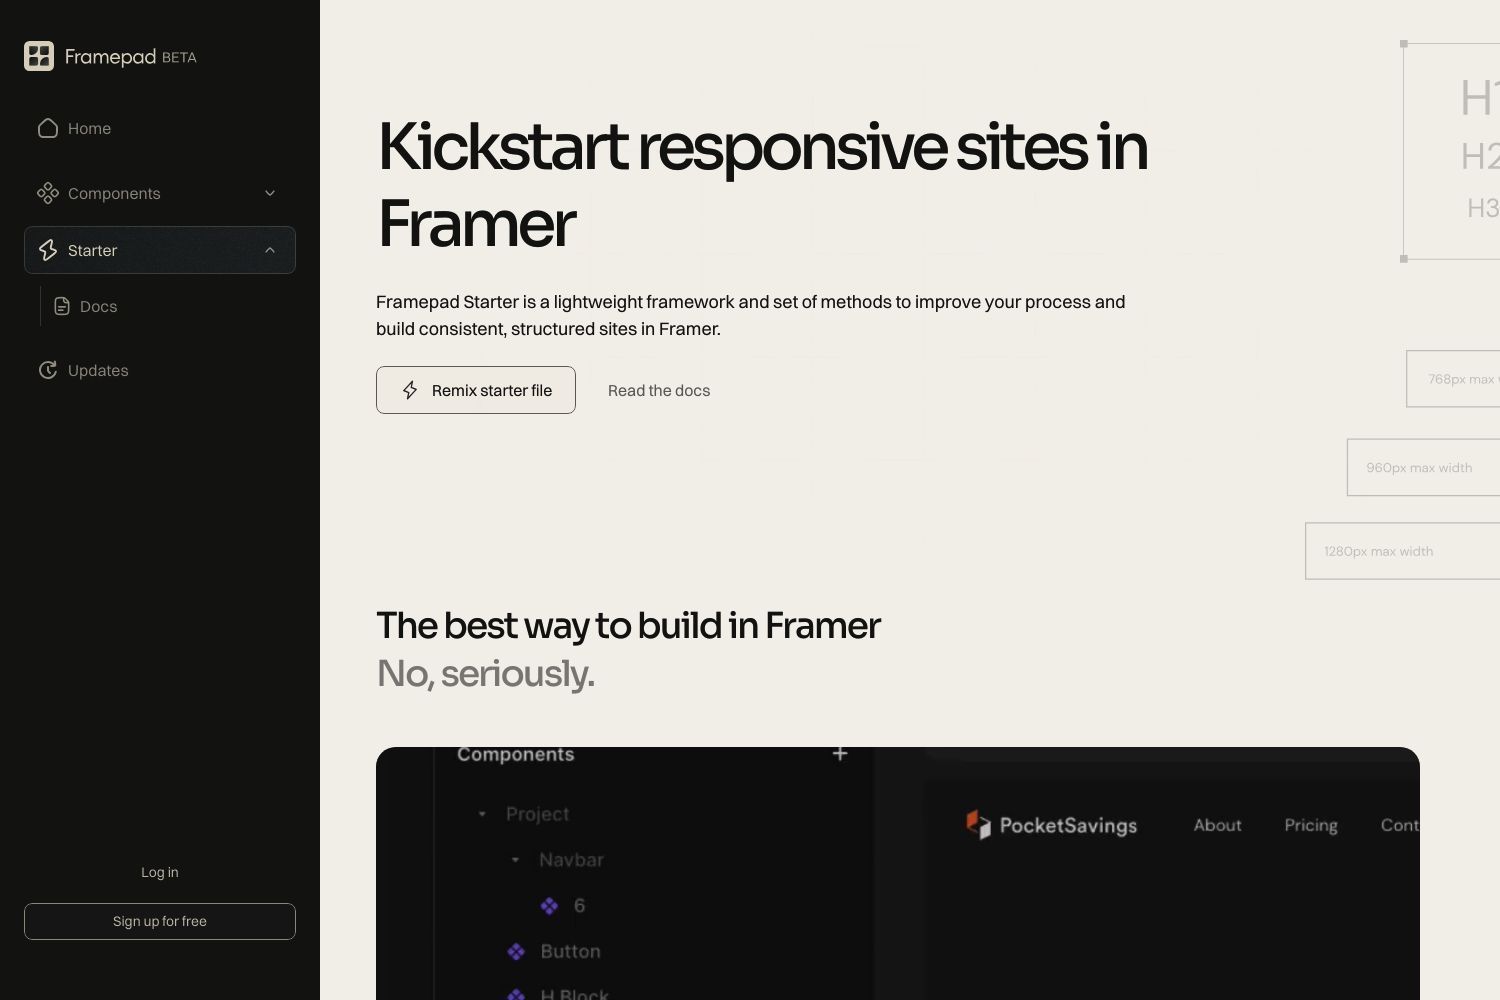 Framepad BETA
Home
Components
Starter
Docs
Updates
Log in
Sign up for free
Kickstart responsive sites in
Framer
Framepad Starter is a lightweight framework and set of methods to improve your process and
build consistent, structured sites in Framer.
Remix starter file
Read the docs
H1
H2
H3
768px max
960px max width
1280px max width
The best way to build in Framer
No, seriously.
Components
Project
Navbar
6
Button
H Block
PocketSavings
About
Pricing
Cont